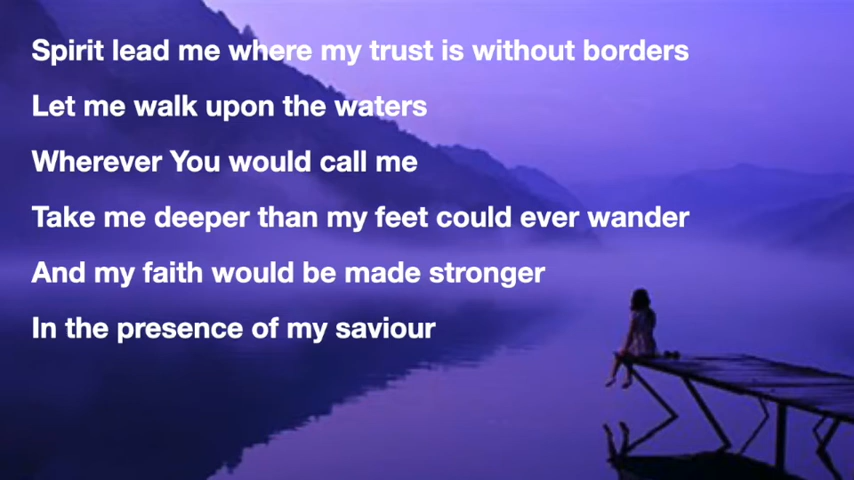 Spirit lead me where my trust is without borders
Let me walk upon the waters
Wherever You would call me
Take me deeper than my feet could ever wander
And my faith would be made stronger
In the presence of my saviour